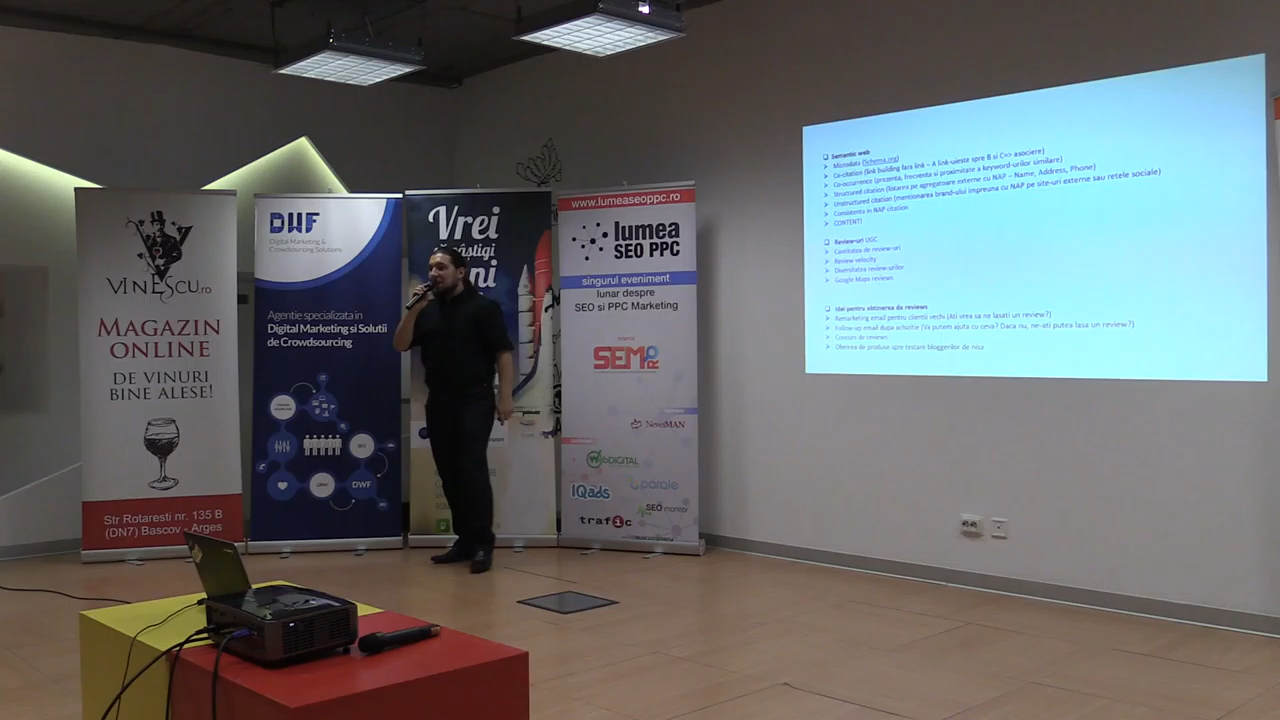 VINESCU.ro
MAGAZIN
ONLINE
DE VINURI
BINE ALESE!
Str Rotaresti nr. 135 B
(DN7) Bascov - Arges
DWF
Digital Marketing &
Crowdsourcing Solutions
Agentie specializata in
Digital Marketing si Solutii
de Crowdsourcing
DWF
Vrei
www.lumeaseoppc.ro
lumea
SEO PPC
singurul eveniment
lunar despre
SEO si PPC Marketing
SEM RO
NevesMAN
WebDIGITAL
IQads
SEO monitor
trafic
Semantic web
Microdata (Schema.org)
Co-citation (link building fara link – A link-uieste spre B si C=> asociere)
Co-occurrence (prezenta, frecventa si proximitate a keyword-urilor similare)
Structured citation (listarea pe agregatoare externe cu NAP – Name, Address, Phone)
Unstructured citation (mentionarea brand-ului impreuna cu NAP pe site-uri externe sau retele sociale)
Consistenta in NAP citation
CONTENT!
Review-uri UGC
Cantitatea de review-uri
Review velocity
Diversitatea review-urilor
Google Maps reviews
Idei pentru obtinerea de reviews
Remarketing email pentru clientii vechi (Ati vrea sa ne lasati un review?)
Follow-up email dupa achizitie (Va putem ajuta cu ceva? Daca nu, ne-ati putea lasa un review?)
Concurs de reviews
Oferirea de produse spre testare bloggerilor de nisa